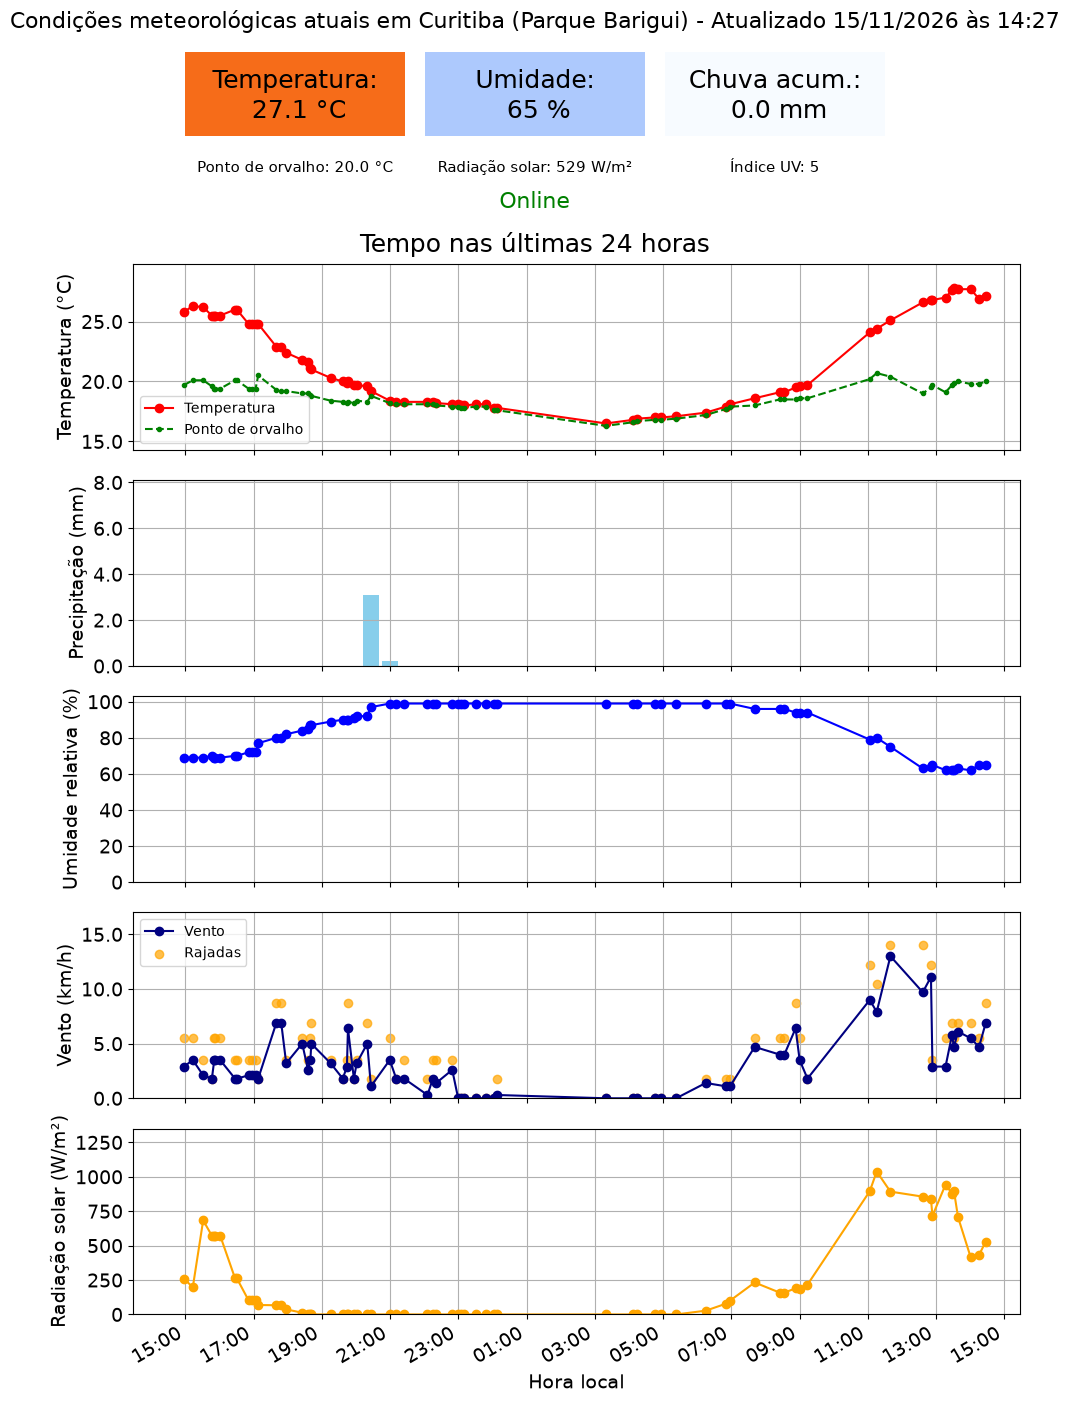 Condições meteorológicas atuais em Curitiba (Parque Barigui) - Atualizado 15/11/2026 às 14:27
Temperatura:
27.1 °C
Umidade:
65 %
Chuva acum.:
0.0 mm
Ponto de orvalho: 20.0 °C
Radiação solar: 529 W/m²
Índice UV: 5
Online
Tempo nas últimas 24 horas
Temperatura (°C)
25.0
20.0
15.0
Temperatura
Ponto de orvalho
Precipitação (mm)
8.0
6.0
4.0
2.0
0.0
Umidade relativa (%)
100
80
60
40
20
0
Vento (km/h)
15.0
10.0
5.0
0.0
Vento
Rajadas
Radiação solar (W/m²)
1250
1000
750
500
250
0
15:00
17:00
19:00
21:00
23:00
01:00
03:00
05:00
07:00
09:00
11:00
13:00
15:00
Hora local